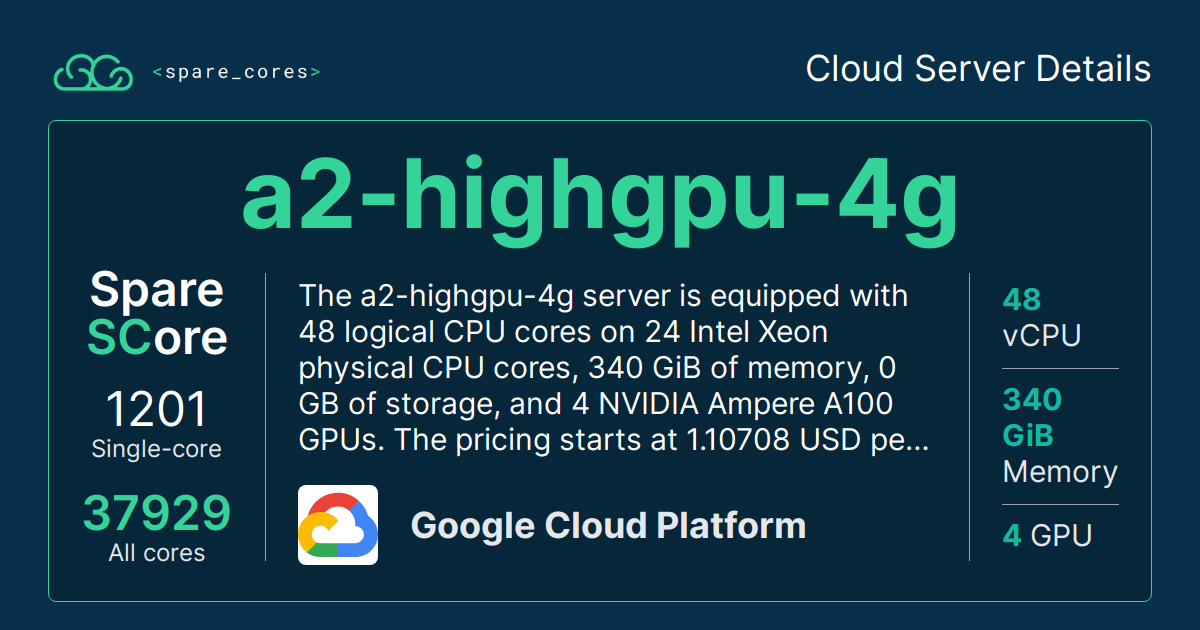 <spare_cores>
Cloud Server Details
a2-highgpu-4g
Spare
SCore
1201
Single-core
37929
All cores
The a2-highgpu-4g server is equipped with
48 logical CPU cores on 24 Intel Xeon
physical CPU cores, 340 GiB of memory, 0
GB of storage, and 4 NVIDIA Ampere A100
GPUs. The pricing starts at 1.10708 USD pe...
Google Cloud Platform
48
vCPU
340
GiB
Memory
4 GPU